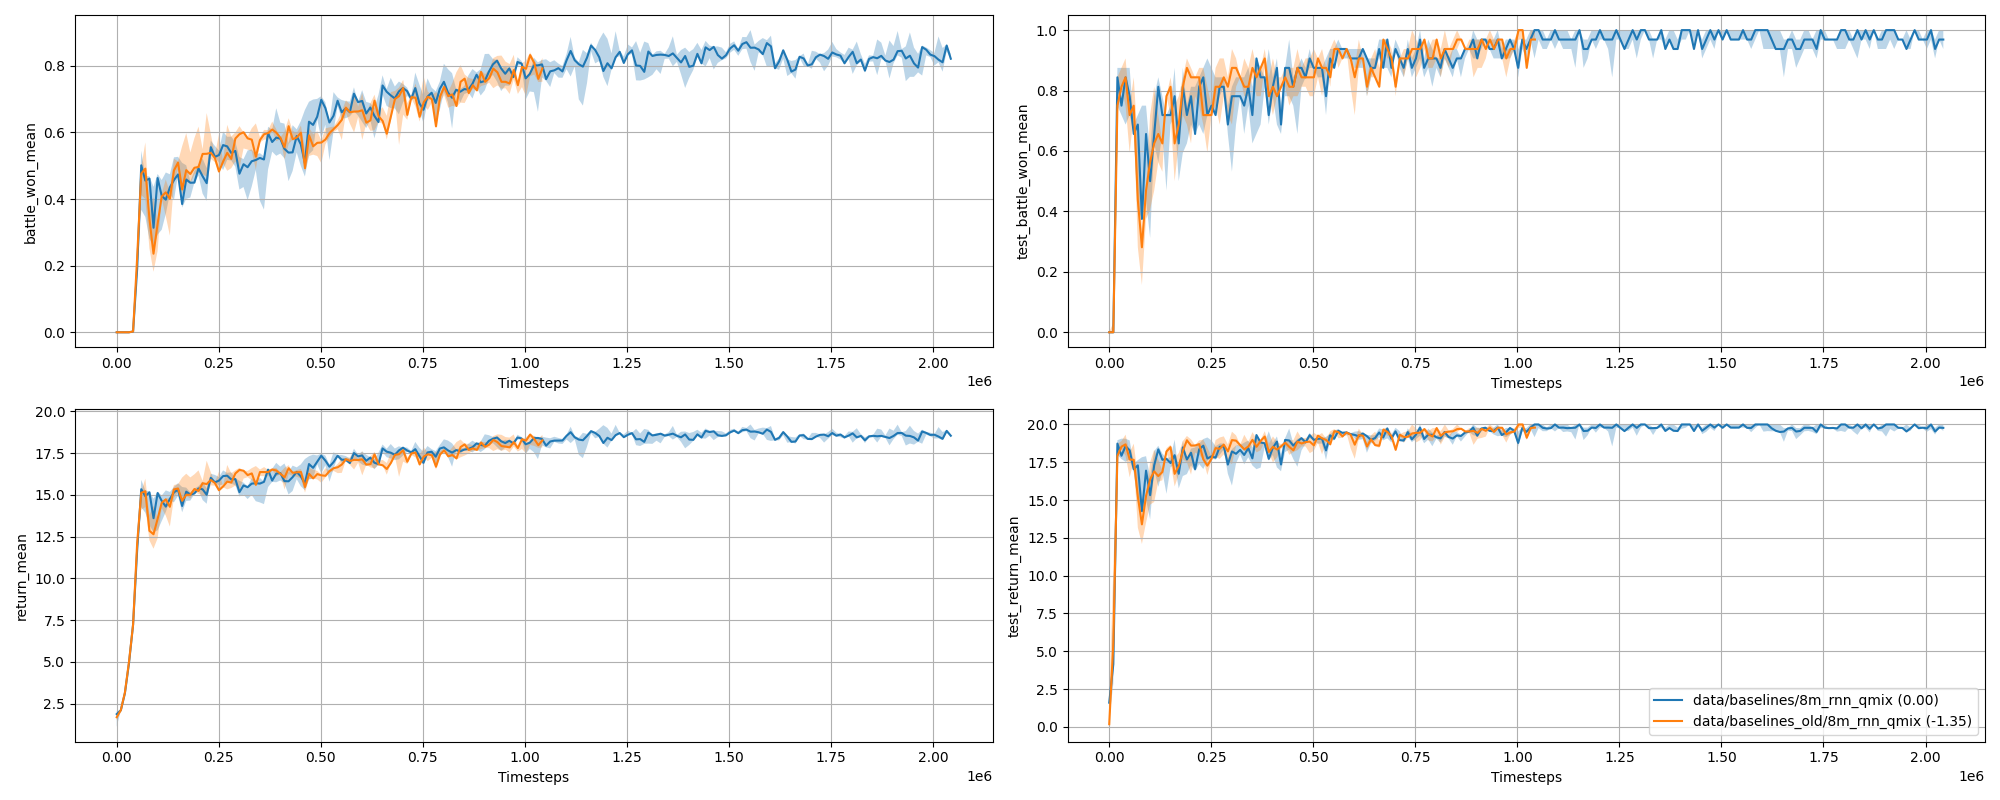 battle_won_mean
0.8
0.6
0.4
0.2
0.0
0.00 0.25 0.50 0.75 1.00 1.25 1.50 1.75 2.00
Timesteps
1e6
test_battle_won_mean
1.0
0.8
0.6
0.4
0.2
0.0
0.00 0.25 0.50 0.75 1.00 1.25 1.50 1.75 2.00
Timesteps
1e6
return_mean
20.0
17.5
15.0
12.5
10.0
7.5
5.0
2.5
0.00 0.25 0.50 0.75 1.00 1.25 1.50 1.75 2.00
Timesteps
1e6
test_return_mean
20.0
17.5
15.0
12.5
10.0
7.5
5.0
2.5
0.0
data/baselines/8m_rnn_qmix (0.00)
data/baselines_old/8m_rnn_qmix (-1.35)
0.00 0.25 0.50 0.75 1.00 1.25 1.50 1.75 2.00
Timesteps
1e6